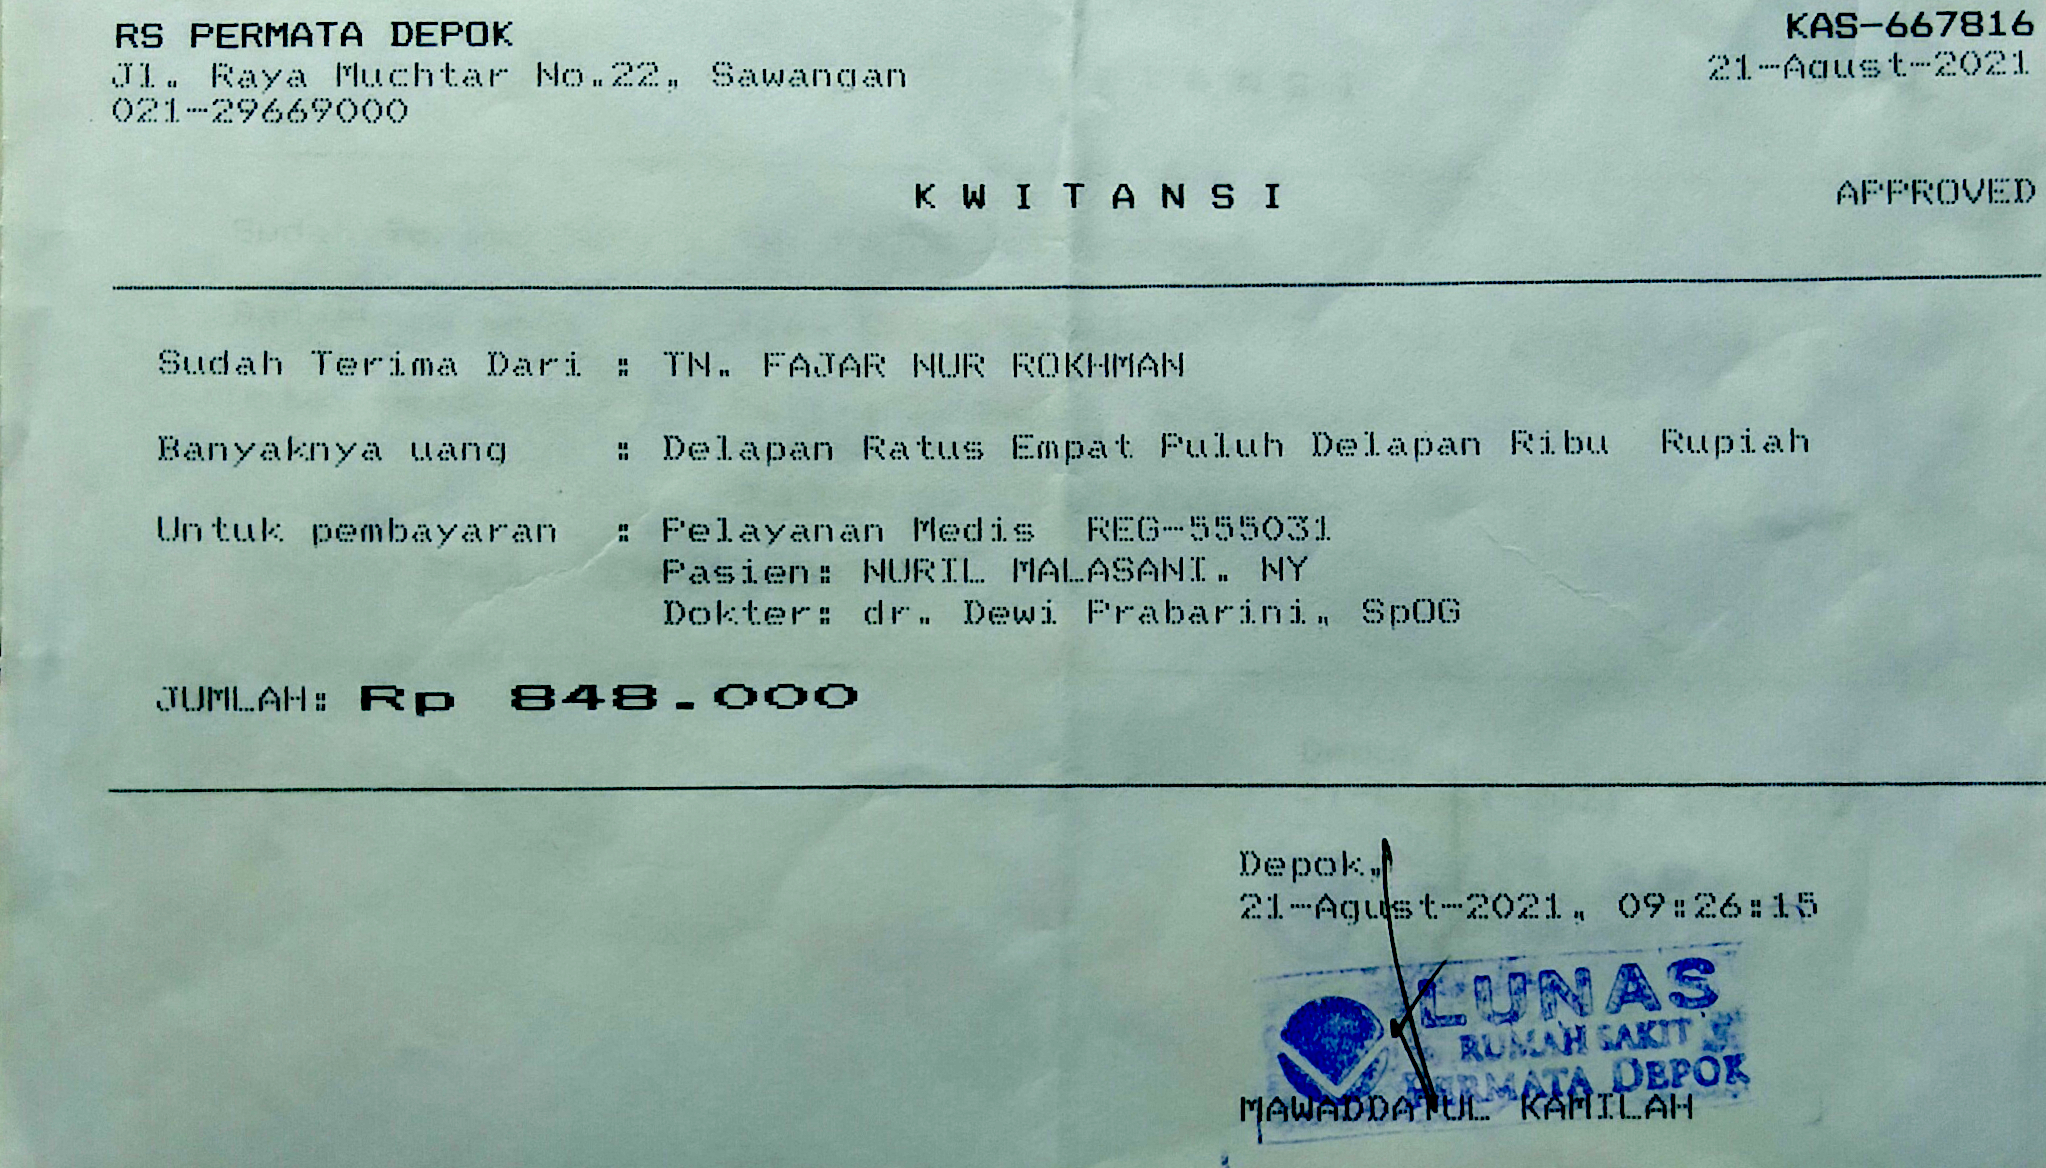 RS PERMATA DEPOK
KAS-667816
Jl. Raya Muchtar No.22, Sawangan
21-Agust-2021
021-29669000
K W I T A N S I
APPROVED
Sudah Terima Dari : TN. FAJAR NUR ROKHMAN
Banyaknya uang : Delapan Ratus Empat Puluh Delapan Ribu Rupiah
Untuk pembayaran : Pelayanan Medis REG-555031
Pasien: NURIL MALASANI, NY
Dokter: dr. Dewi Prabarini, SpOG
JUMLAH: Rp 848.000
Depok,
21-Agust-2021, 09:26:15
LUNAS
RUMAH SAKIT
PERMATA DEPOK
MAWADDATUL KAMILAH